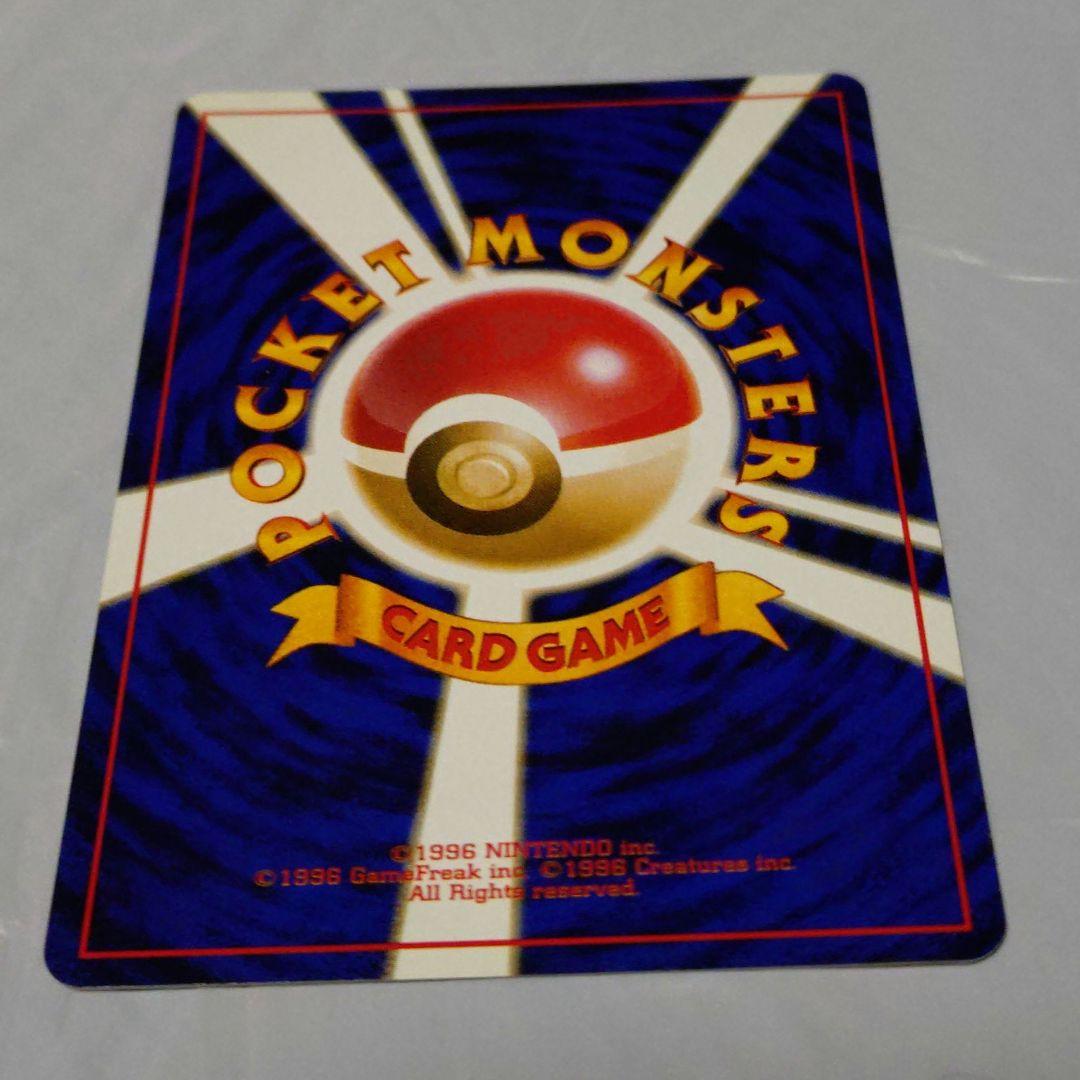 POCKET MONSTERS
CARD GAME
©1996 NINTENDO inc.
©1996 GameFreak inc. ©1996 Creatures inc.
All Rights reserved.